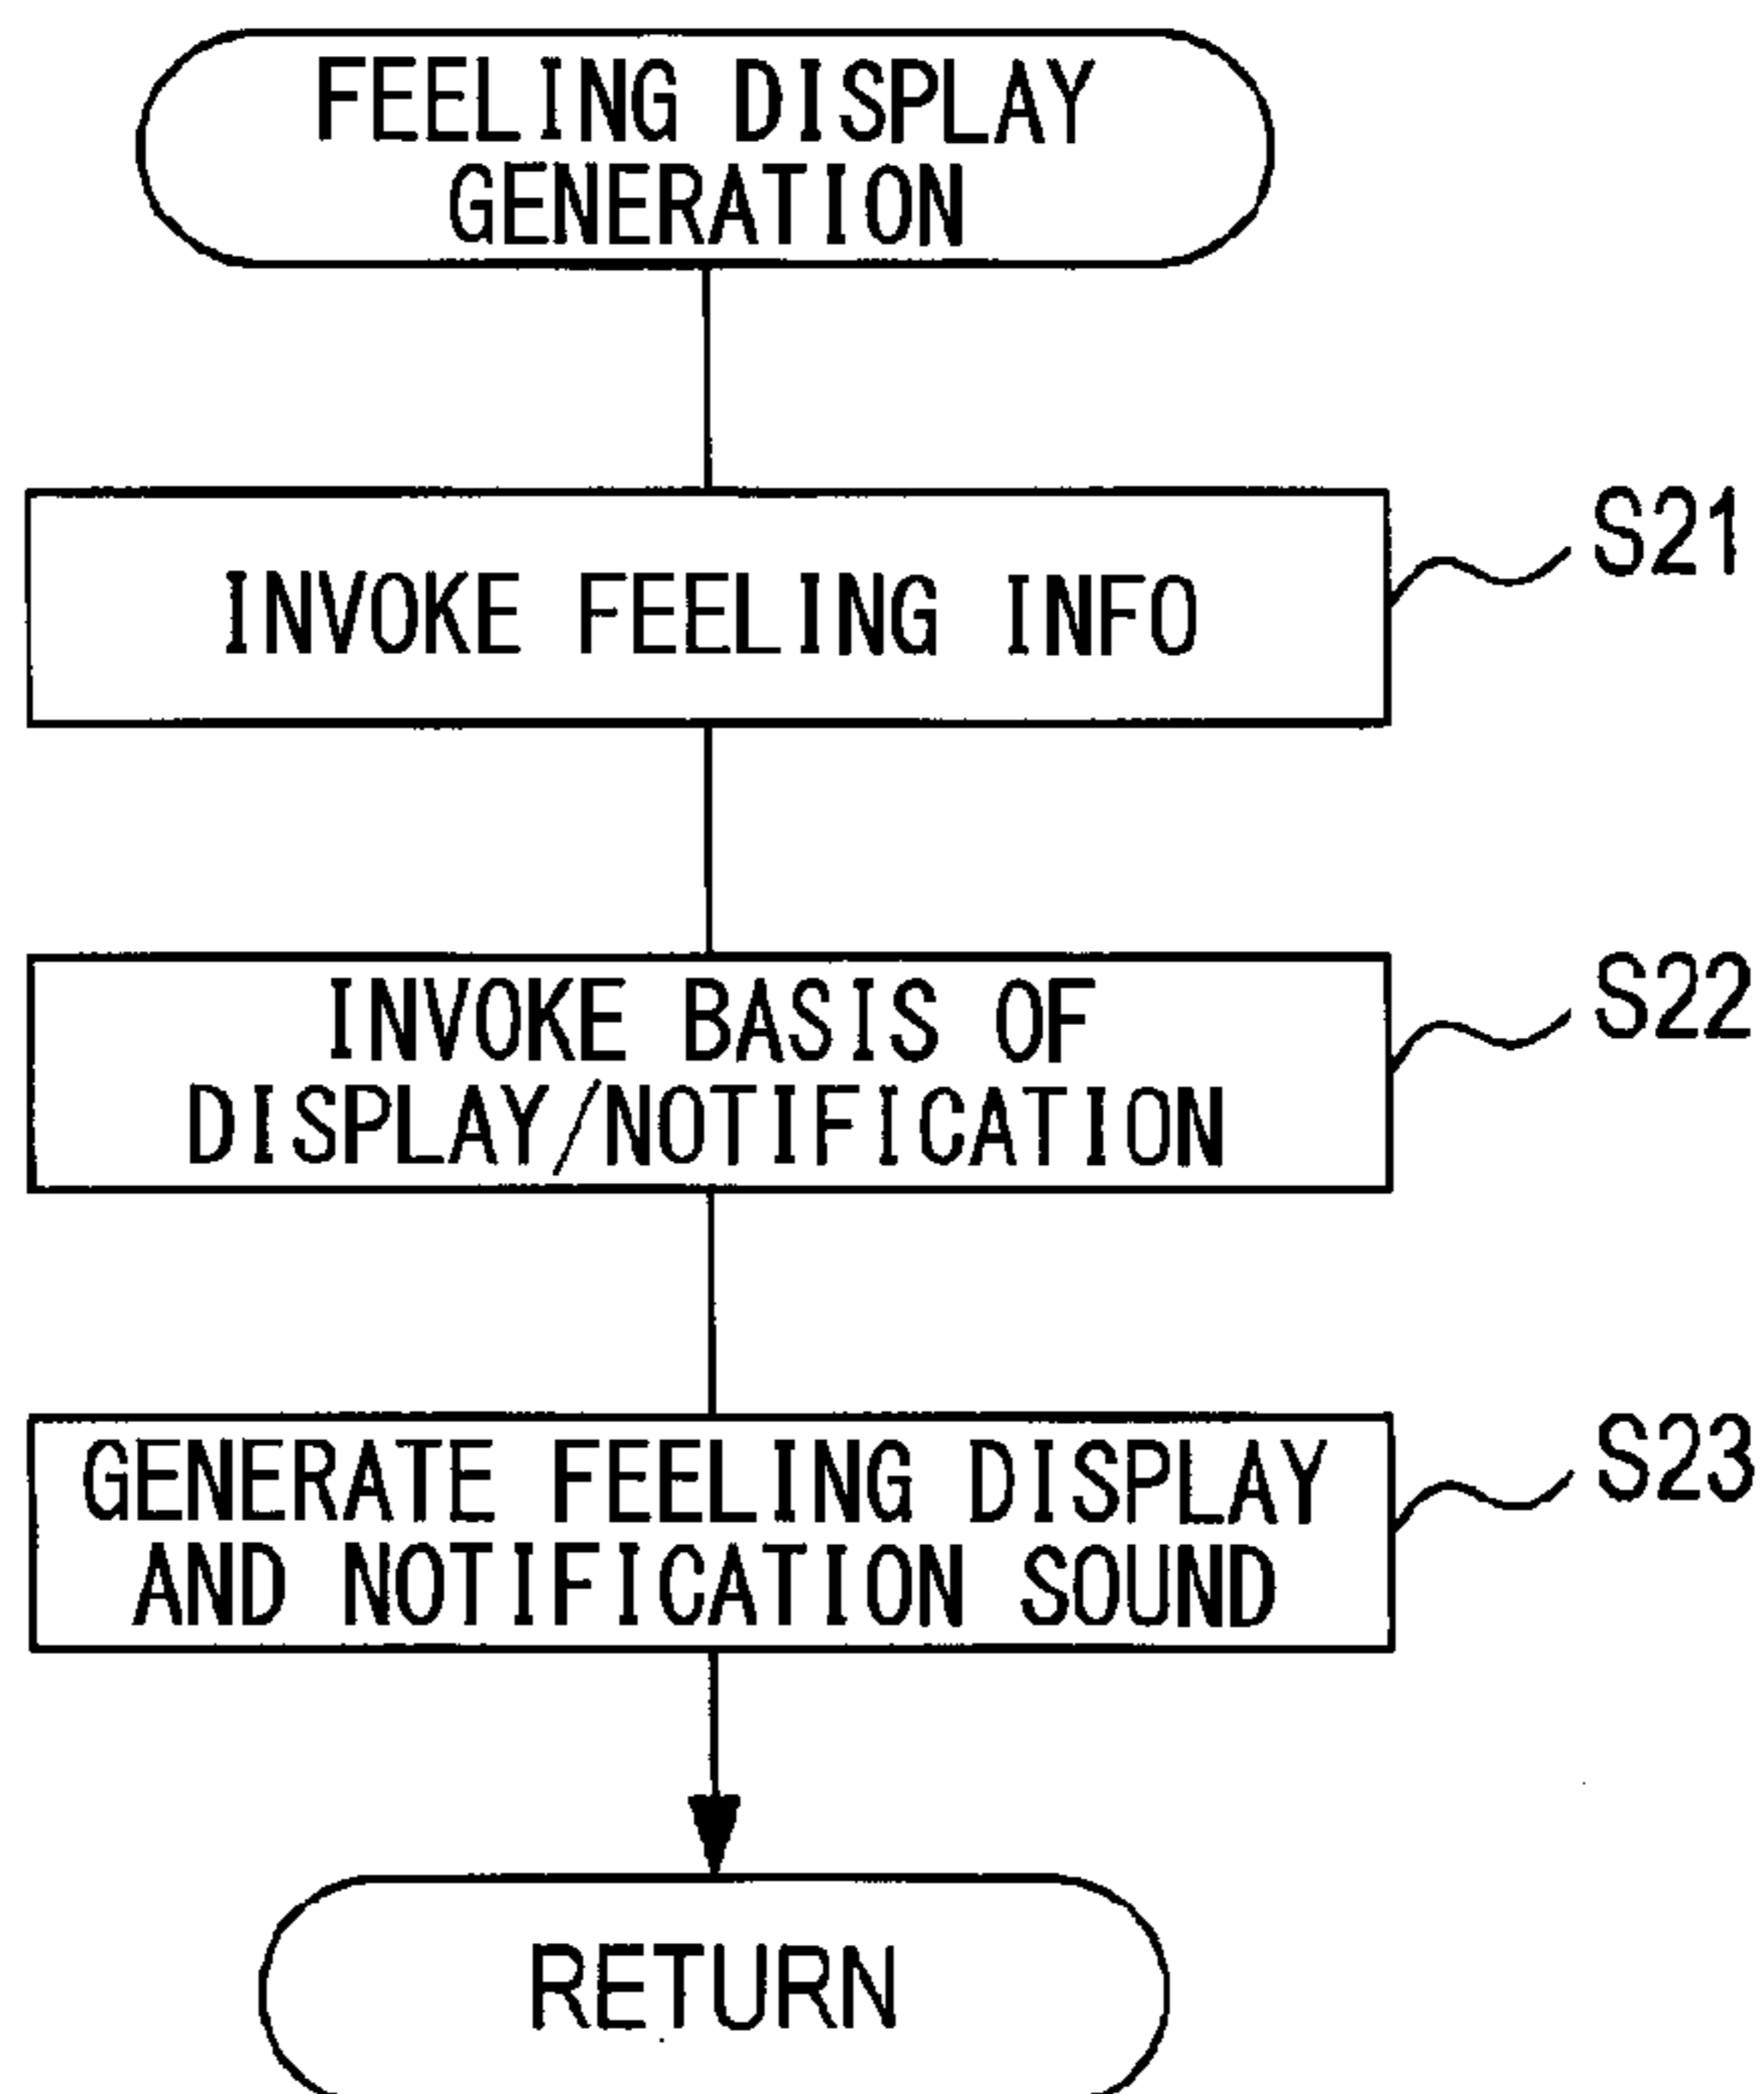 FEELING DISPLAY
GENERATION
INVOKE FEELING INFO
S21
INVOKE BASIS OF
DISPLAY/NOTIFICATION
S22
GENERATE FEELING DISPLAY
AND NOTIFICATION SOUND
S23
RETURN